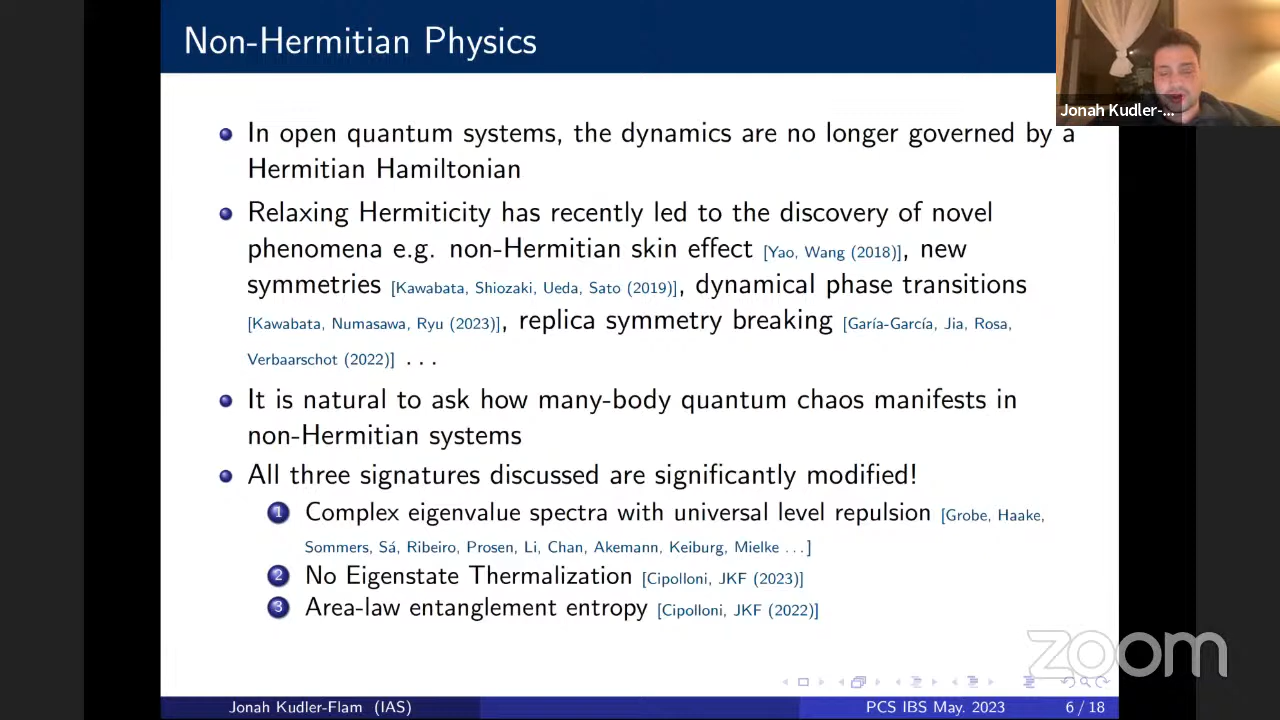 Non-Hermitian Physics
Jonah Kudler-...
In open quantum systems, the dynamics are no longer governed by a
Hermitian Hamiltonian
Relaxing Hermiticity has recently led to the discovery of novel
phenomena e.g. non-Hermitian skin effect [Yao, Wang (2018)], new
symmetries [Kawabata, Shiozaki, Ueda, Sato (2019)], dynamical phase transitions
[Kawabata, Numasawa, Ryu (2023)], replica symmetry breaking [Garía-García, Jia, Rosa,
Verbaarschot (2022)] ...
It is natural to ask how many-body quantum chaos manifests in
non-Hermitian systems
All three signatures discussed are significantly modified!
1 Complex eigenvalue spectra with universal level repulsion [Grobe, Haake,
Sommers, Sá, Ribeiro, Prosen, Li, Chan, Akemann, Keiburg, Mielke ...]
2 No Eigenstate Thermalization [Cipolloni, JKF (2023)]
3 Area-law entanglement entropy [Cipolloni, JKF (2022)]
zoom
Jonah Kudler-Flam (IAS) PCS IBS May. 2023 6 / 18